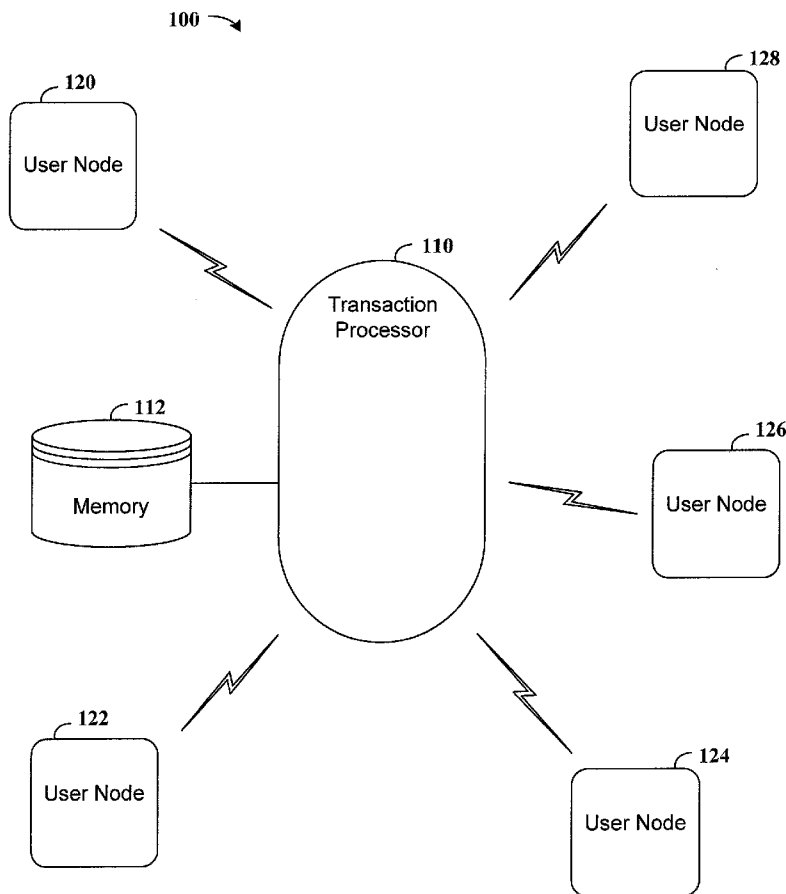 100
120
User Node
128
User Node
110
Transaction
Processor
112
Memory
126
User Node
122
User Node
124
User Node